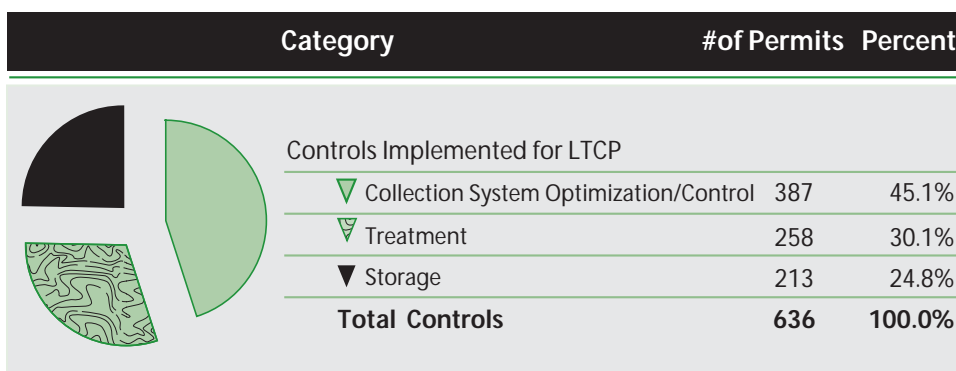 Category #of Permits Percent
Controls Implemented for LTCP
Collection System Optimization/Control 387 45.1%
Treatment 258 30.1%
Storage 213 24.8%
Total Controls 636 100.0%